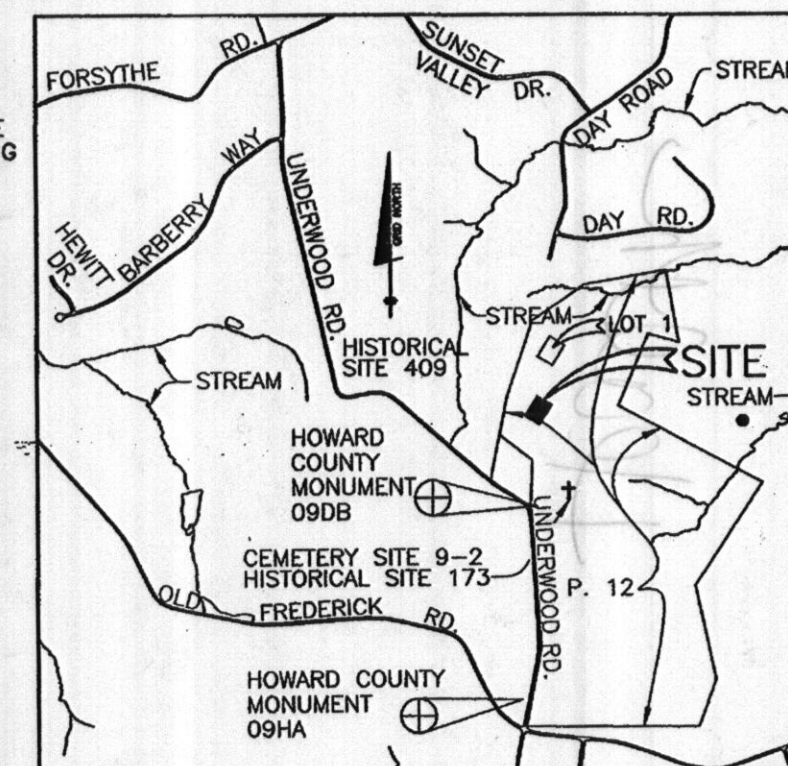 FORSYTHE
RD.
SUNSET
VALLEY
DR.
DAY ROAD
G
HEWITT
DR.
BARBERRY
WAY
UNDERWOOD RD.
GRID NORTH
DAY RD.
STREAM
LOT 1
HISTORICAL
SITE 409
SITE
STREAM
STREAM
HOWARD
COUNTY
MONUMENT
09DB
UNDERWOOD RD.
CEMETERY SITE 9-2
HISTORICAL SITE 173
P. 12
OLD
FREDERICK
RD.
HOWARD COUNTY
MONUMENT
09HA